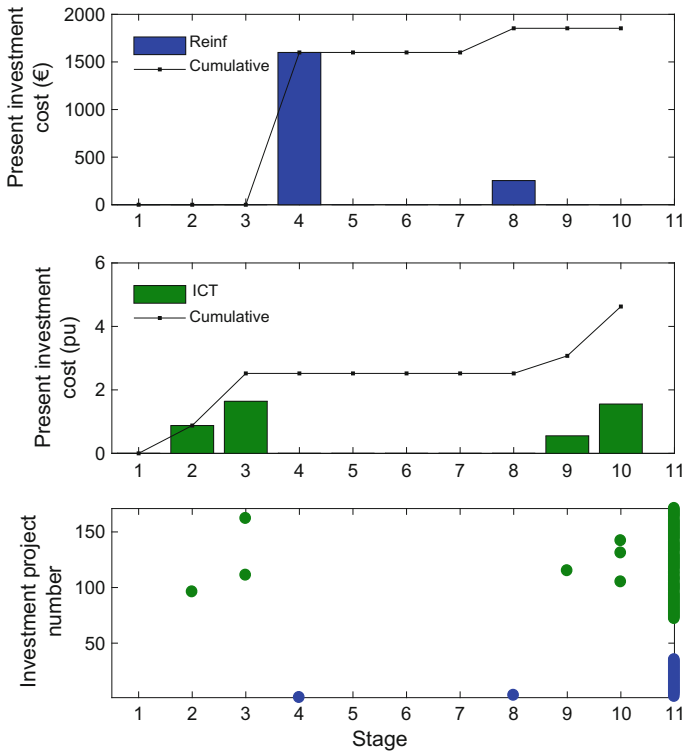 Present investment
cost (€)
2000
1500
1000
500
0
Reinf
Cumulative
1 2 3 4 5 6 7 8 9 10 11
Present investment
cost (pu)
6
4
2
0
ICT
Cumulative
1 2 3 4 5 6 7 8 9 10 11
Investment project
number
150
100
50
1 2 3 4 5 6 7 8 9 10 11
Stage